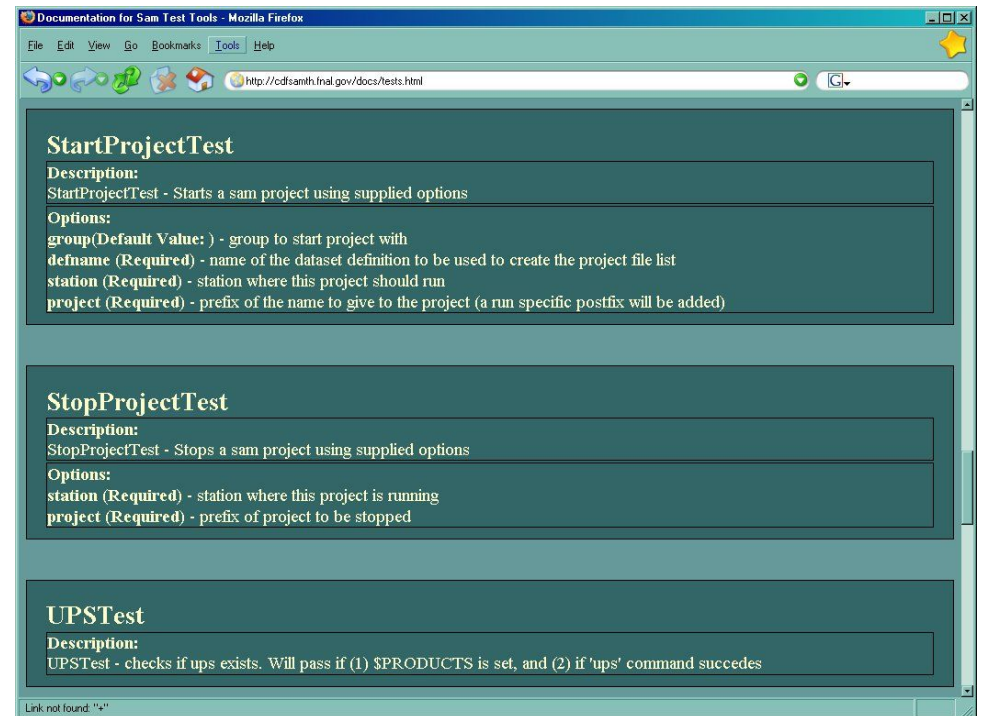 Documentation for Sam Test Tools - Mozilla Firefox
File Edit View Go Bookmarks Tools Help
http://cdfsamth.fnal.gov/docs/tests.html
G
StartProjectTest
Description:
StartProjectTest - Starts a sam project using supplied options
Options:
group(Default Value: ) - group to start project with
defname (Required) - name of the dataset definition to be used to create the project file list
station (Required) - station where this project should run
project (Required) - prefix of the name to give to the project (a run specific postfix will be added)
StopProjectTest
Description:
StopProjectTest - Stops a sam project using supplied options
Options:
station (Required) - station where this project is running
project (Required) - prefix of project to be stopped
UPSTest
Description:
UPSTest - checks if ups exists. Will pass if (1) $PRODUCTS is set, and (2) if 'ups' command succedes
Link not found: "+"